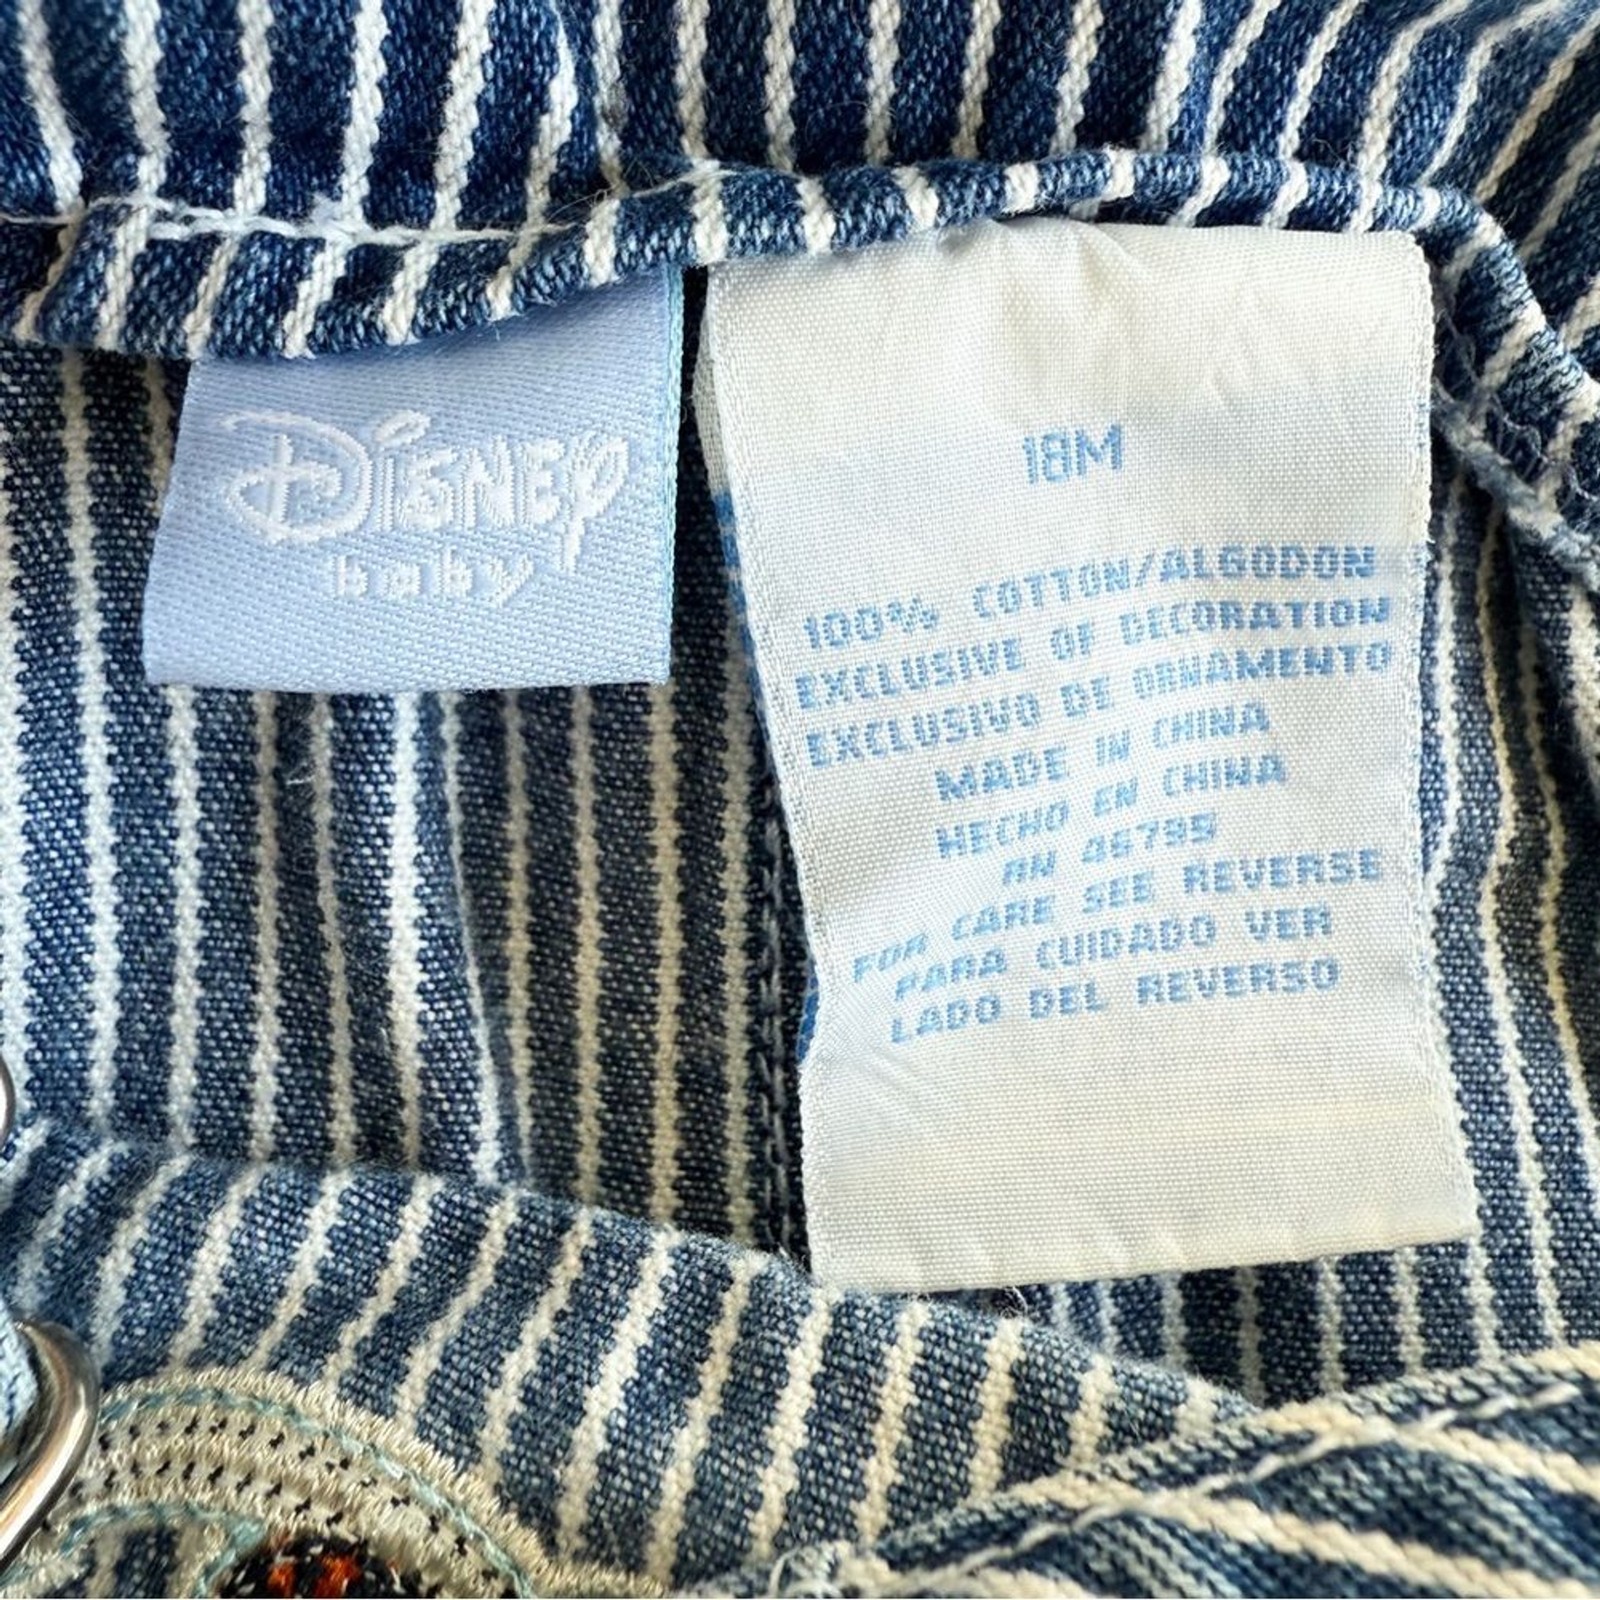 Disney
baby
18M
100% COTTON/ALGODON
EXCLUSIVE OF DECORATION
EXCLUSIVO DE ORNAMENTO
MADE IN CHINA
HECHO EN CHINA
RN 46799
FOR CARE SEE REVERSE
PARA CUIDADO VER
LADO DEL REVERSO